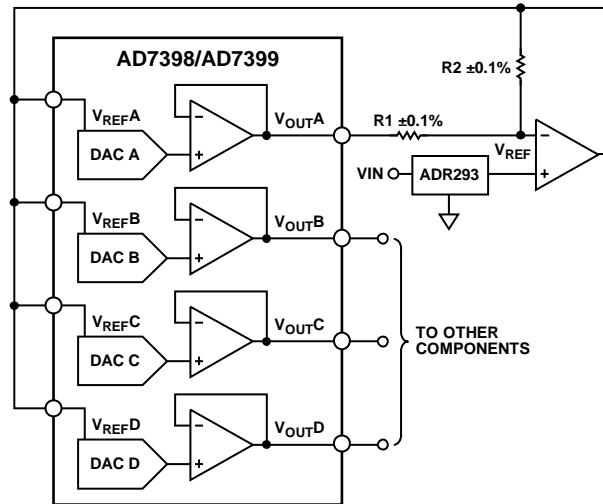 AD7398/AD7399
R2 ±0.1%
R1 ±0.1%
VREFA
DAC A
−
+
VOUTA
VREF
−
+
VIN
ADR293
VREFB
DAC B
−
+
VOUTB
VREFC
DAC C
−
+
VOUTC
TO OTHER
COMPONENTS
VREFD
DAC D
−
+
VOUTD